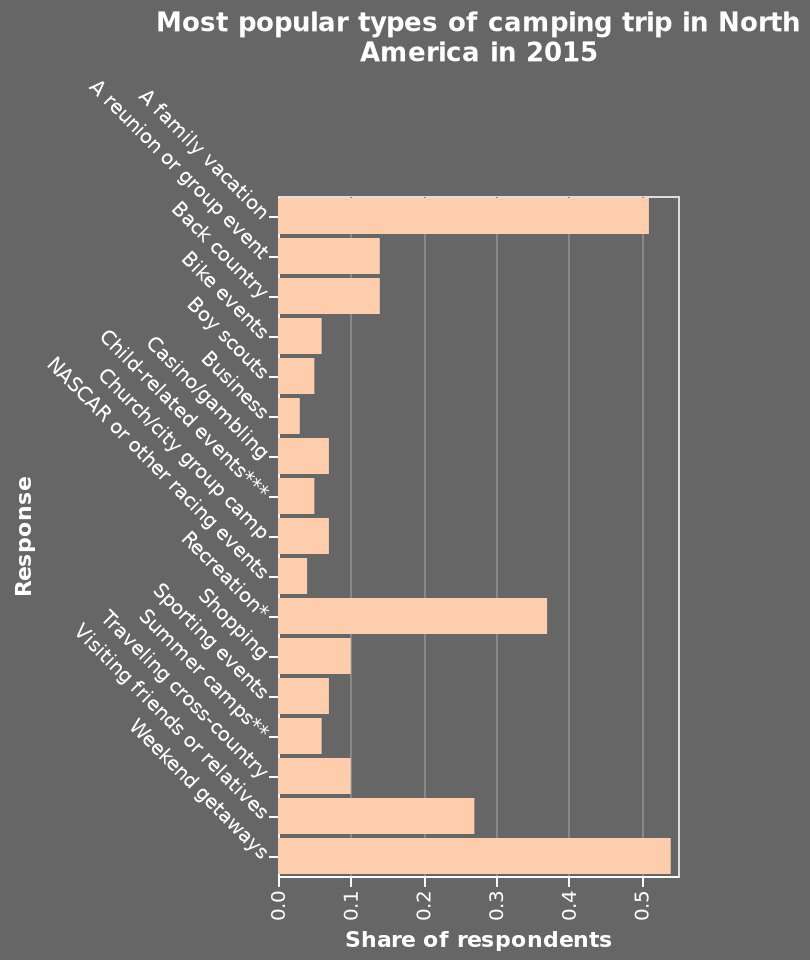 Most popular types of camping trip in North
America in 2015
A family vacation
A reunion or group event
Back country
Bike events
Boy scouts
Business
Casino/gambling
Child-related events***
Church/city group camp
NASCAR or other racing events
Recreation*
Shopping
Sporting events
Summer camps**
Traveling cross-country
Visiting friends or relatives
Weekend getaways
Response
0.0
0.1
0.2
0.3
0.4
0.5
Share of respondents